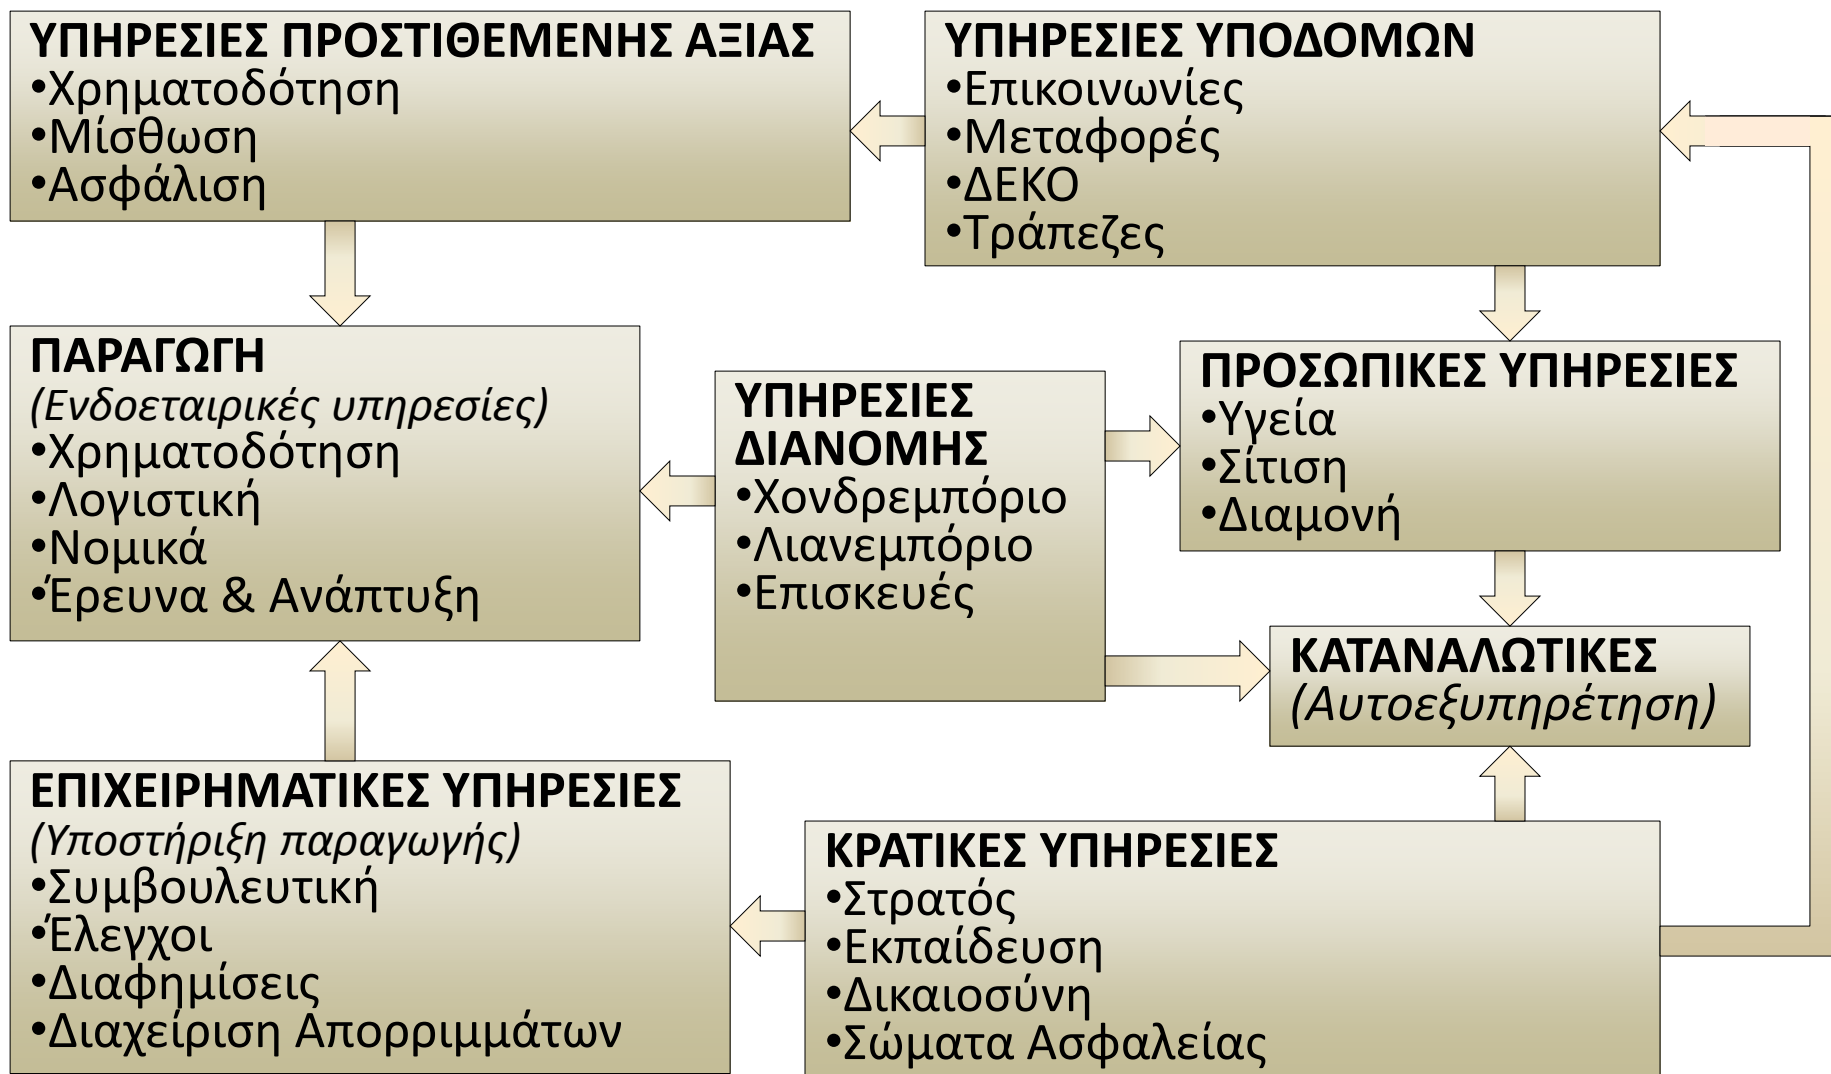 ΥΠΗΡΕΣΙΕΣ ΠΡΟΣΤΙΘΕΜΕΝΗΣ ΑΞΙΑΣ
•Χρηματοδότηση
•Μίσθωση
•Ασφάλιση
ΥΠΗΡΕΣΙΕΣ ΥΠΟΔΟΜΩΝ
•Επικοινωνίες
•Μεταφορές
•ΔΕΚΟ
•Τράπεζες
ΠΑΡΑΓΩΓΗ
(Ενδοεταιρικές υπηρεσίες)
•Χρηματοδότηση
•Λογιστική
•Νομικά
•Έρευνα & Ανάπτυξη
ΥΠΗΡΕΣΙΕΣ
ΔΙΑΝΟΜΗΣ
•Χονδρεμπόριο
•Λιανεμπόριο
•Επισκευές
ΠΡΟΣΩΠΙΚΕΣ ΥΠΗΡΕΣΙΕΣ
•Υγεία
•Σίτιση
•Διαμονή
ΚΑΤΑΝΑΛΩΤΙΚΕΣ
(Αυτοεξυπηρέτηση)
ΕΠΙΧΕΙΡΗΜΑΤΙΚΕΣ ΥΠΗΡΕΣΙΕΣ
(Υποστήριξη παραγωγής)
•Συμβουλευτική
•Έλεγχοι
•Διαφημίσεις
•Διαχείριση Απορριμμάτων
ΚΡΑΤΙΚΕΣ ΥΠΗΡΕΣΙΕΣ
•Στρατός
•Εκπαίδευση
•Δικαιοσύνη
•Σώματα Ασφαλείας